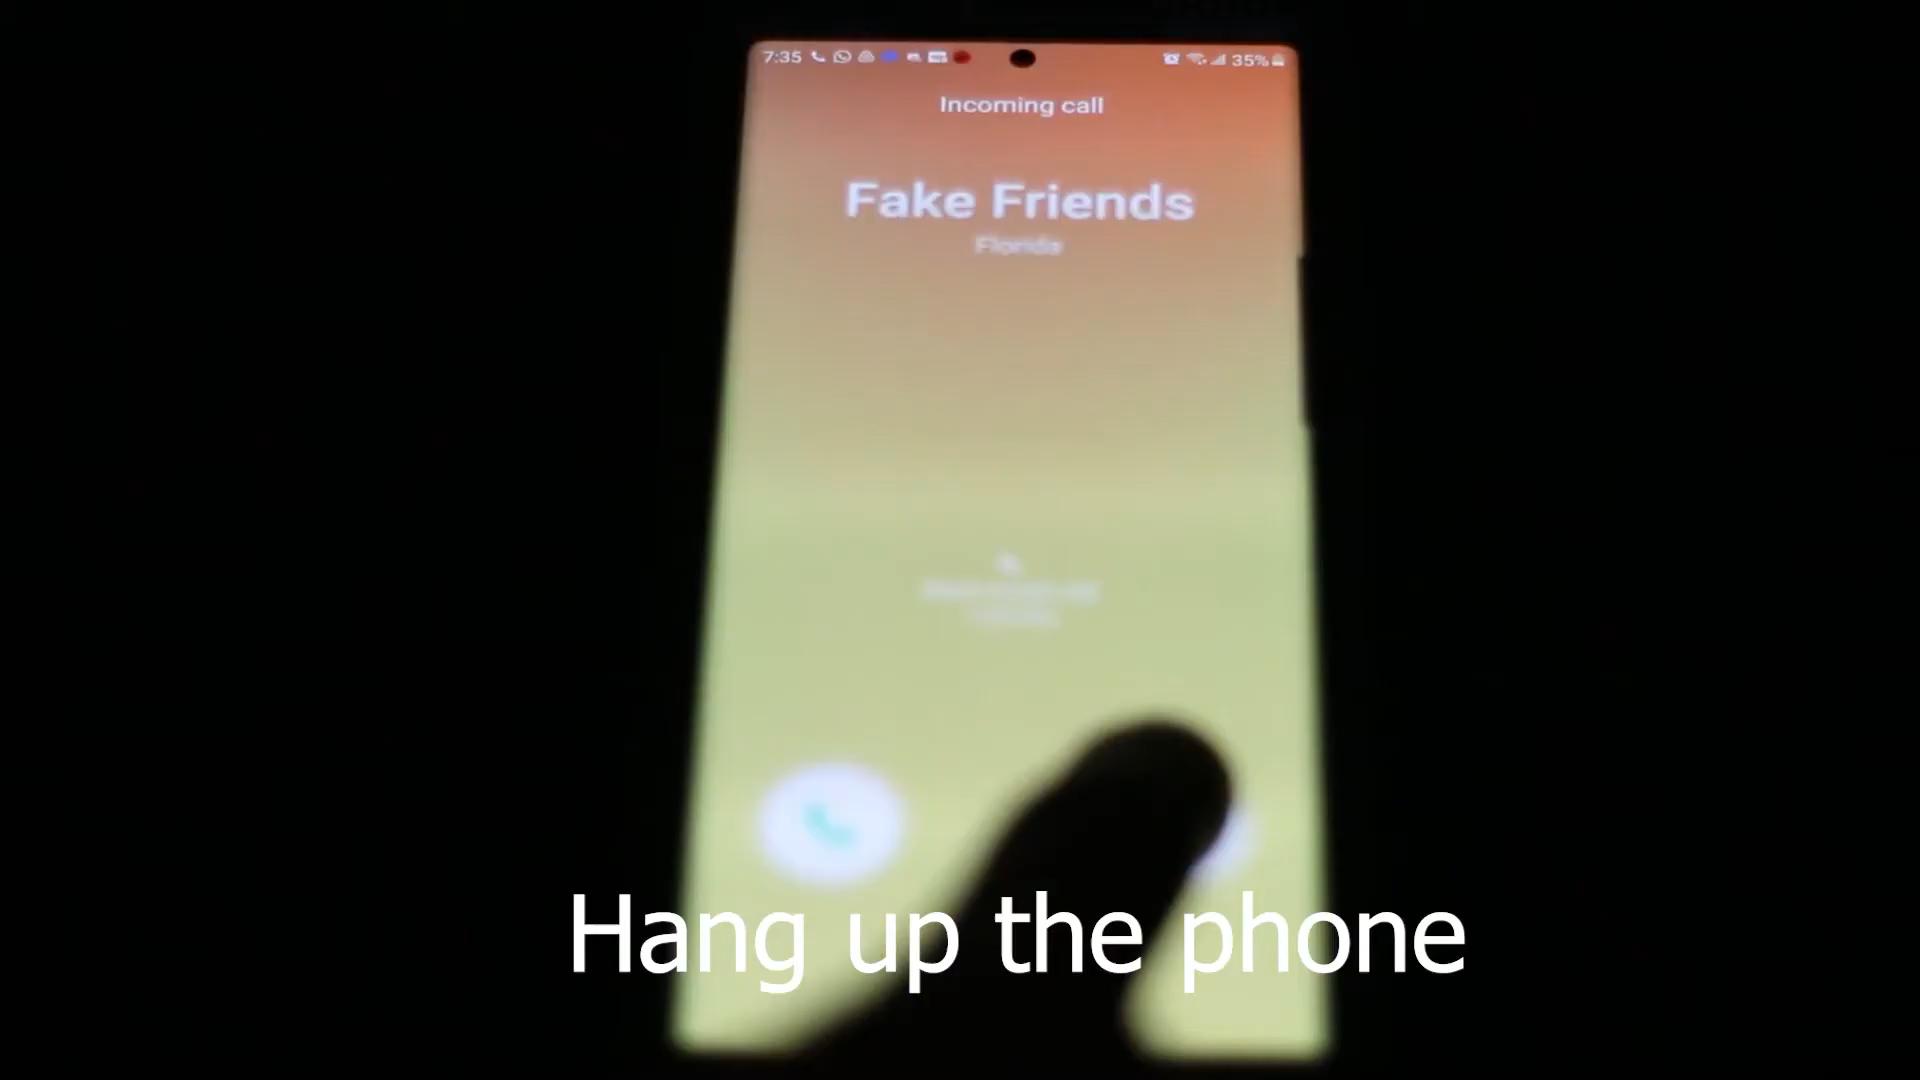 7:35 35%
Incoming call
Fake Friends
Florida
Hang up the phone